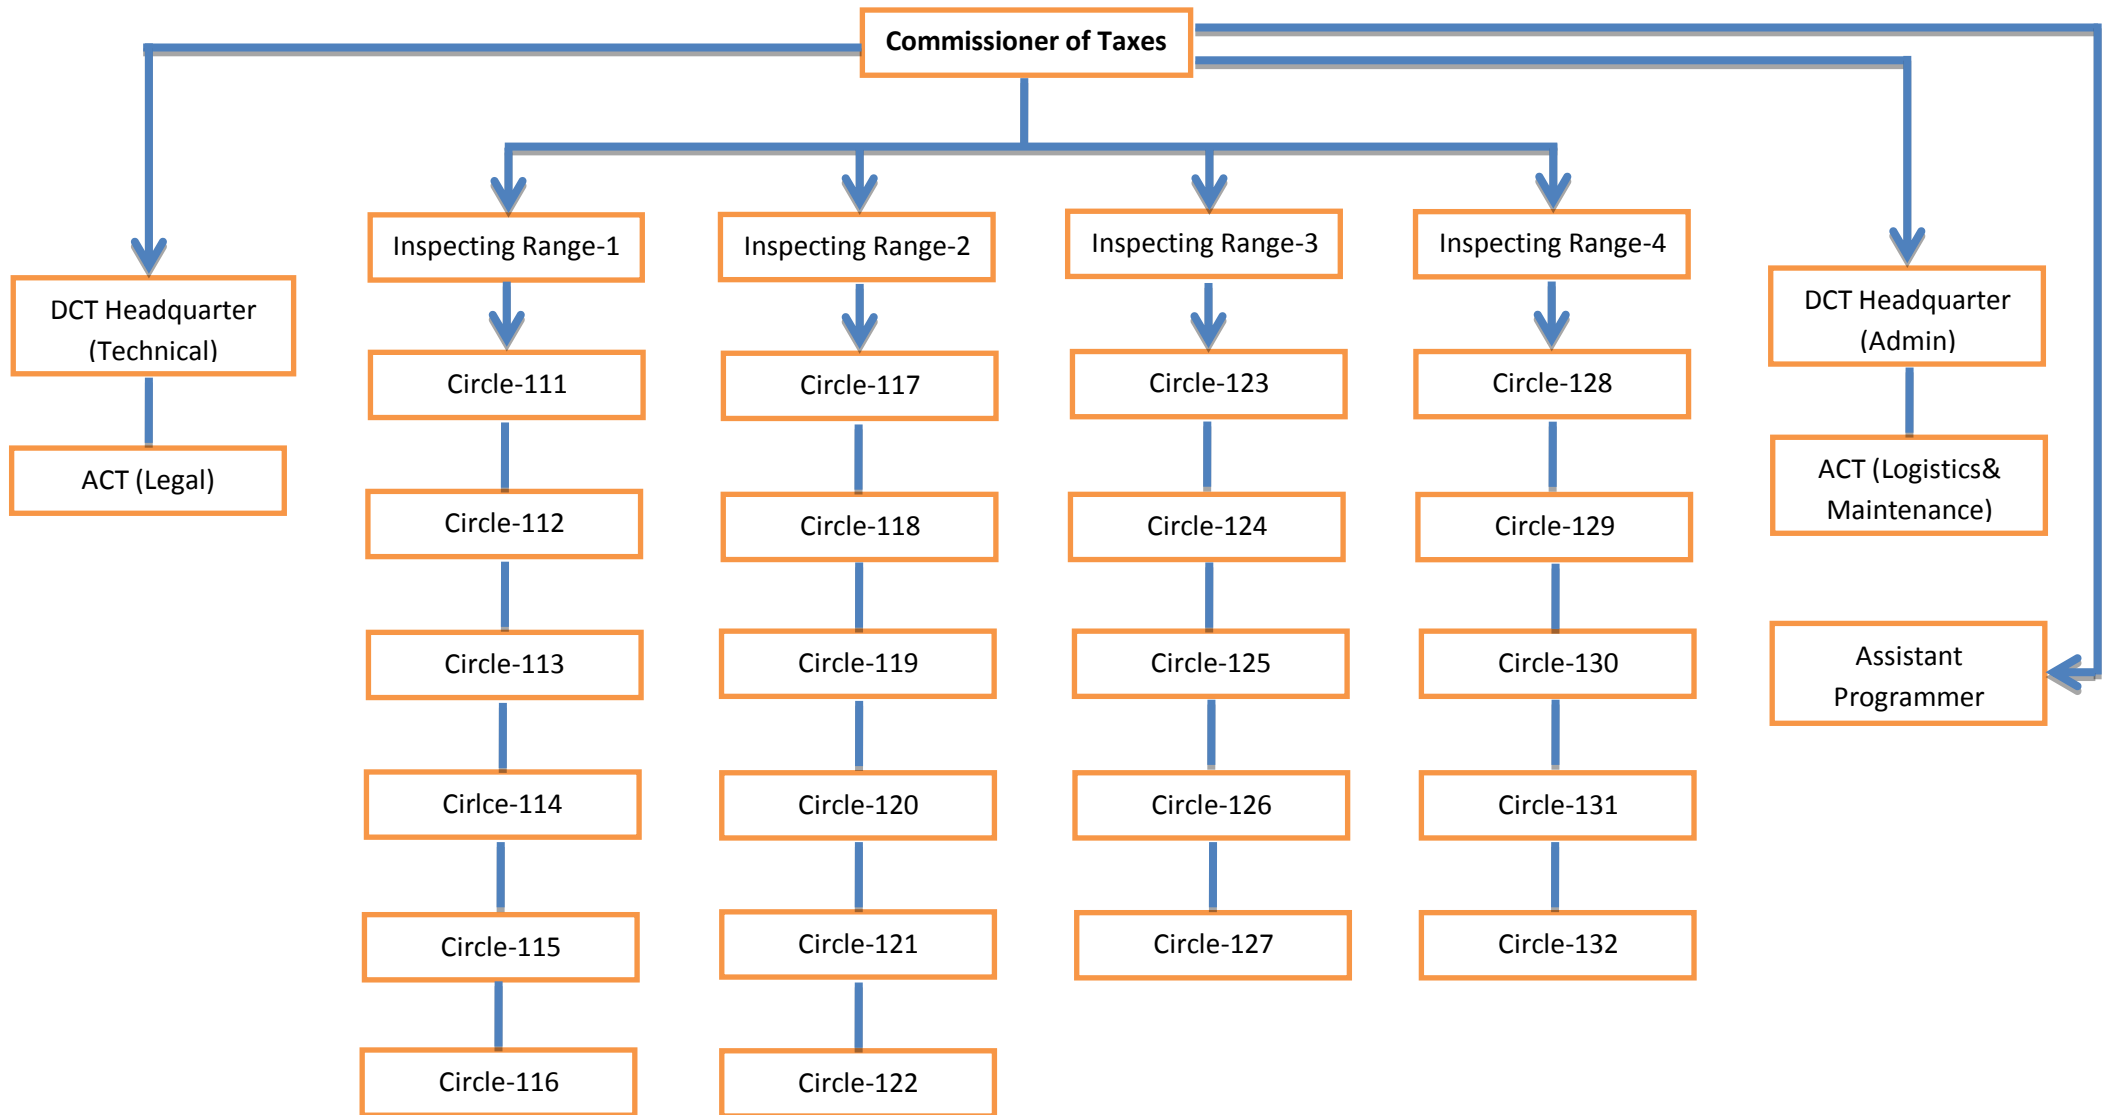 Commissioner of Taxes
Inspecting Range-1
Inspecting Range-2
Inspecting Range-3
Inspecting Range-4
DCT Headquarter
(Technical)
DCT Headquarter
(Admin)
Circle-111
Circle-117
Circle-123
Circle-128
ACT (Legal)
ACT (Logistics&
Maintenance)
Circle-112
Circle-118
Circle-124
Circle-129
Circle-113
Circle-119
Circle-125
Circle-130
Assistant
Programmer
Cirlce-114
Circle-120
Circle-126
Circle-131
Circle-115
Circle-121
Circle-127
Circle-132
Circle-116
Circle-122